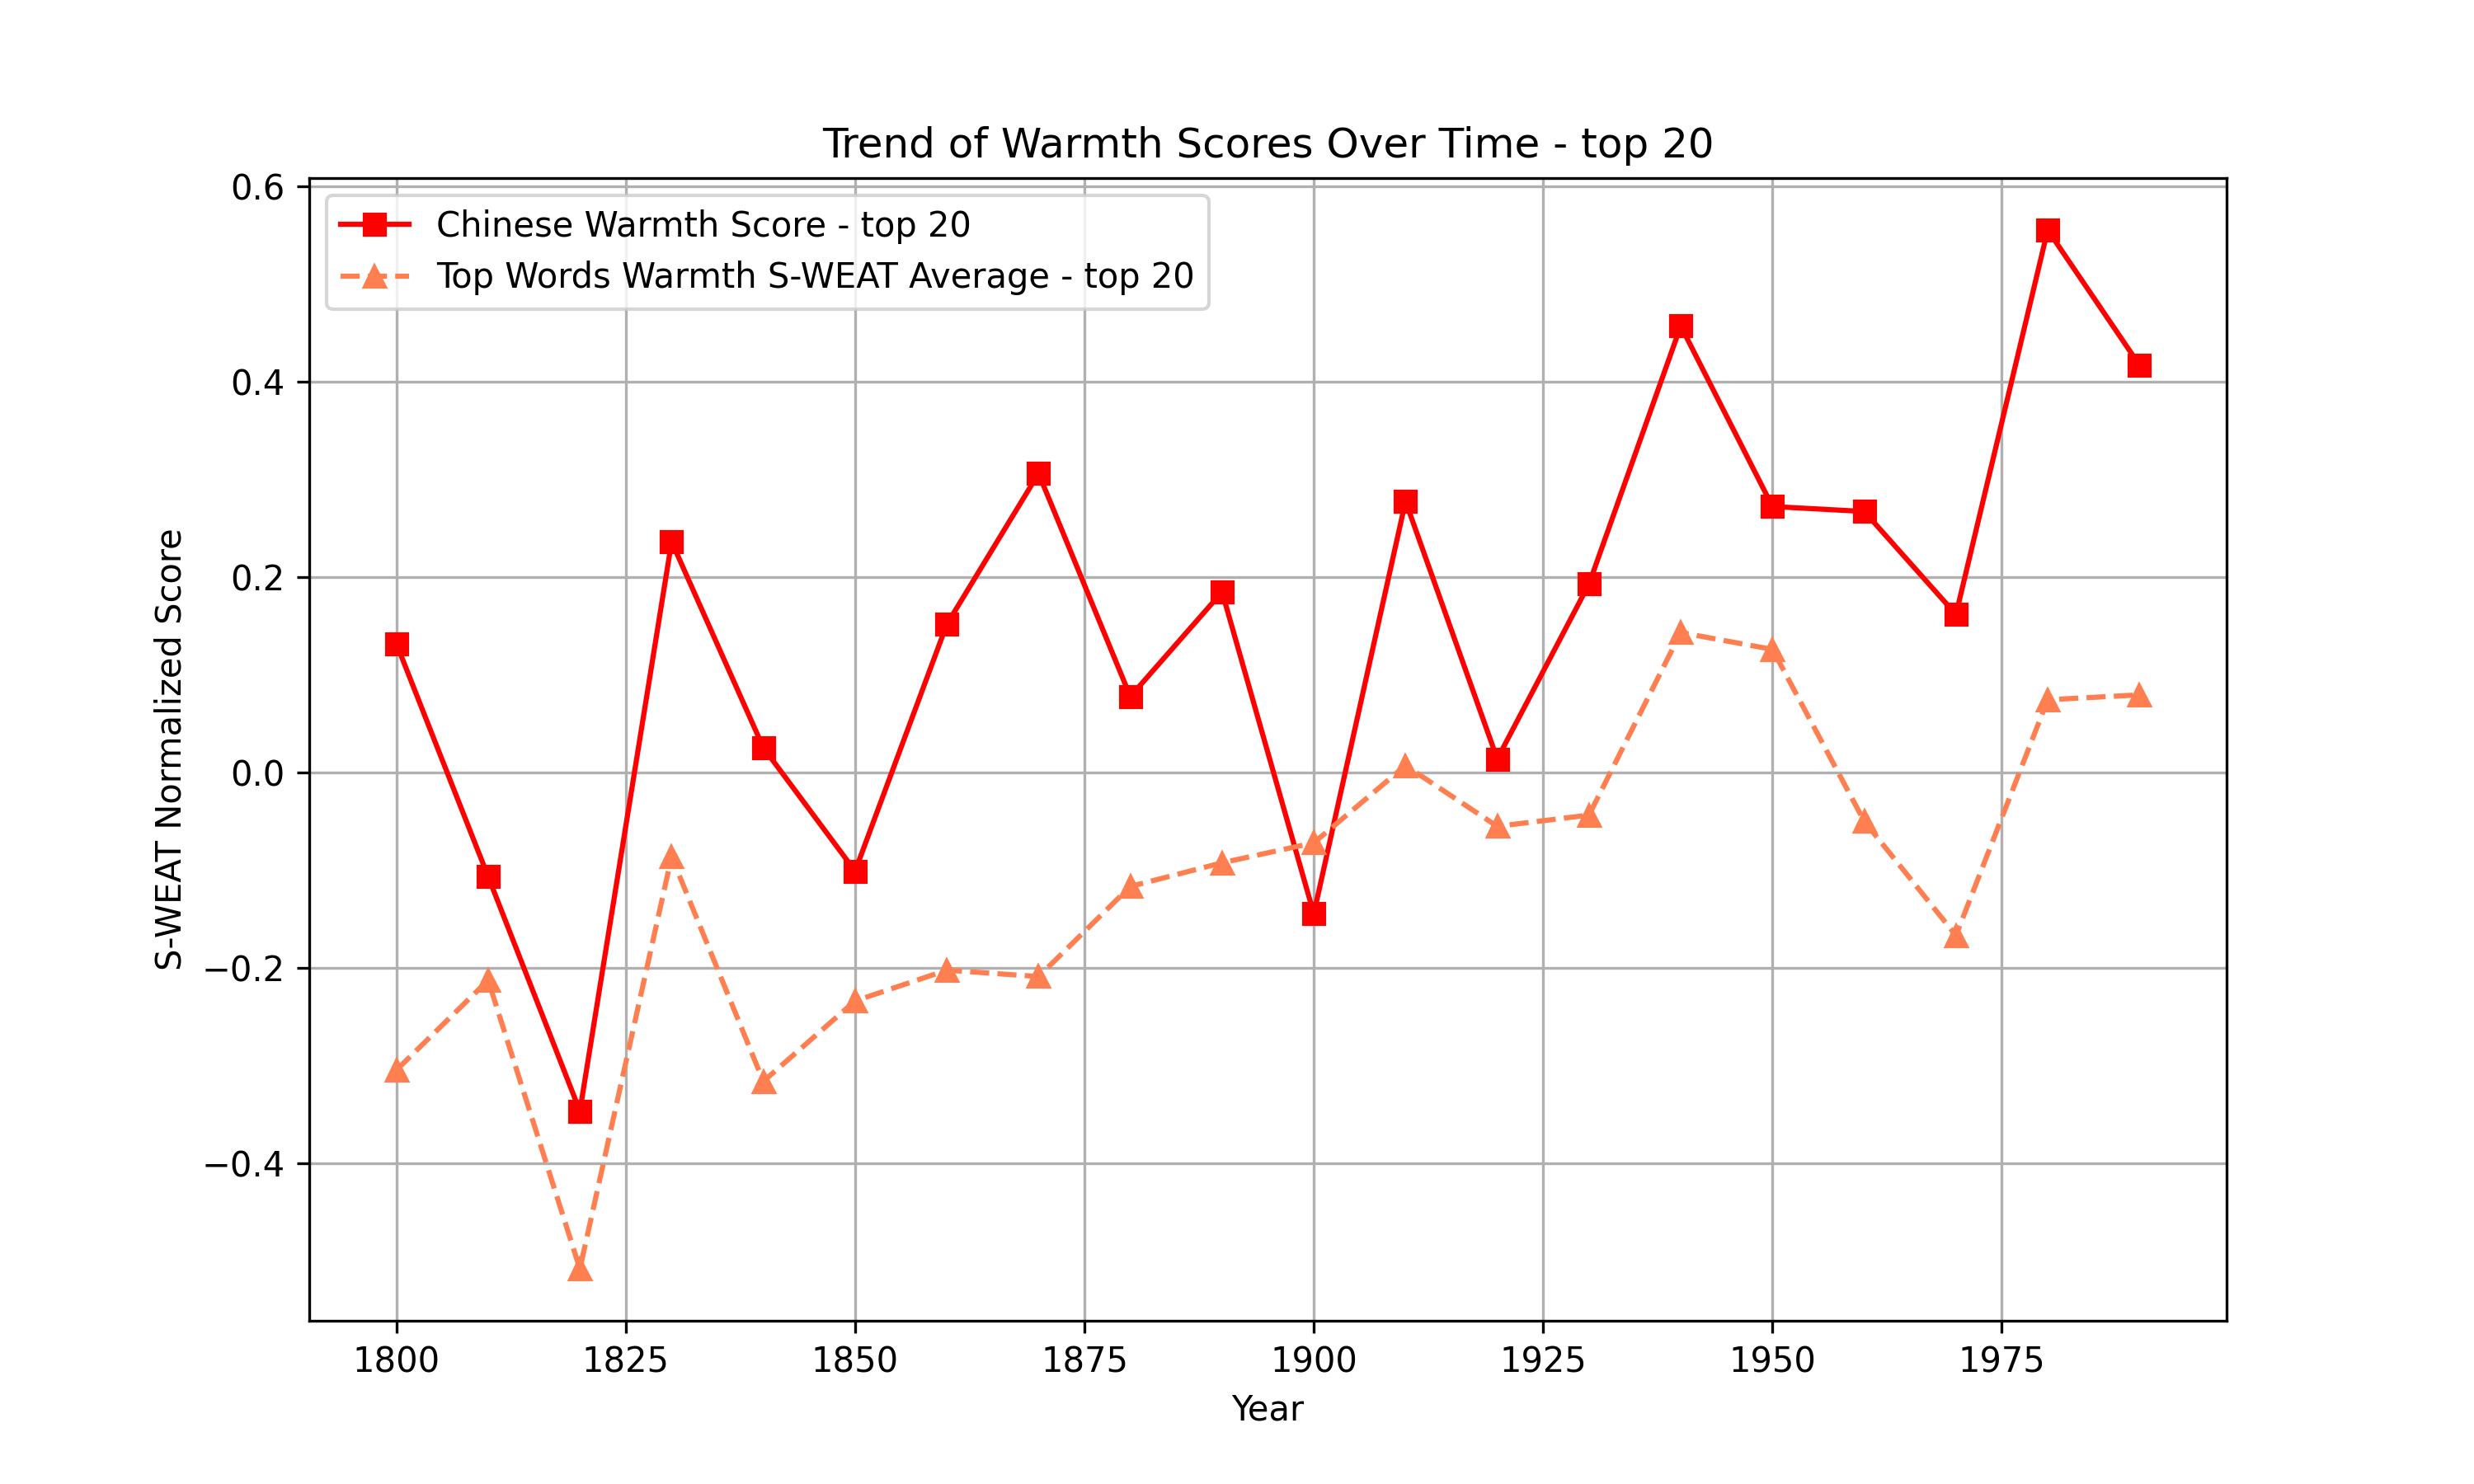 Trend of Warmth Scores Over Time - top 20
Chinese Warmth Score - top 20
Top Words Warmth S-WEAT Average - top 20
S-WEAT Normalized Score
0.6
0.4
0.2
0.0
−0.2
−0.4
1800 1825 1850 1875 1900 1925 1950 1975
Year